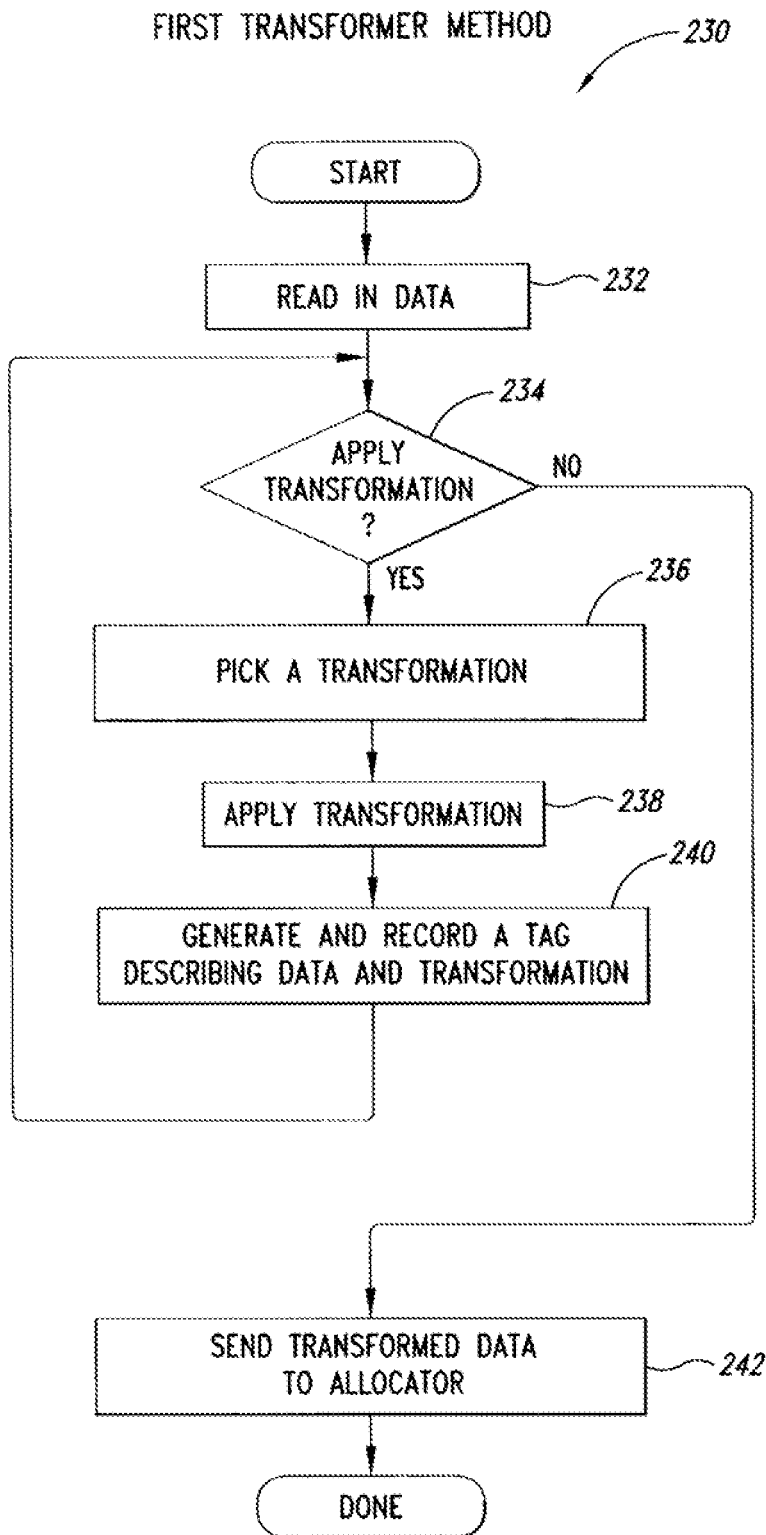 FIRST TRANSFORMER METHOD
230
START
READ IN DATA
232
234
APPLY
TRANSFORMATION
?
NO
YES
236
PICK A TRANSFORMATION
APPLY TRANSFORMATION
238
240
GENERATE AND RECORD A TAG
DESCRIBING DATA AND TRANSFORMATION
SEND TRANSFORMED DATA
TO ALLOCATOR
242
DONE